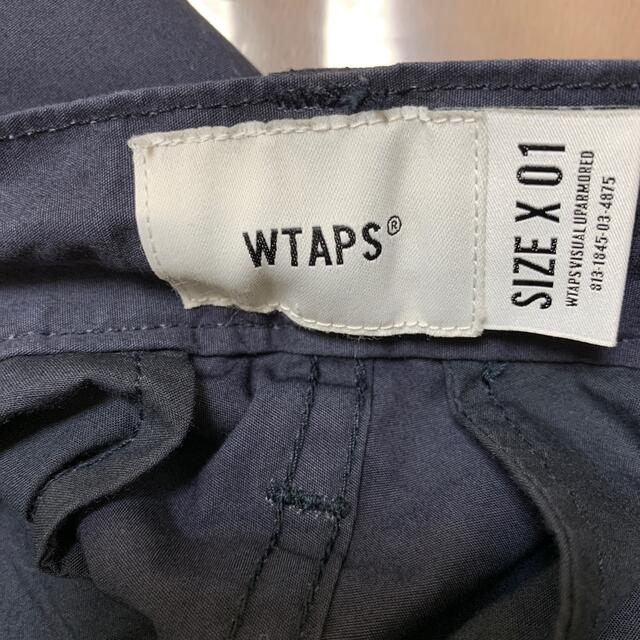 WTAPS®
SIZE X 01
WTAPS VISUAL UPARMORED
813-1845-03-4875